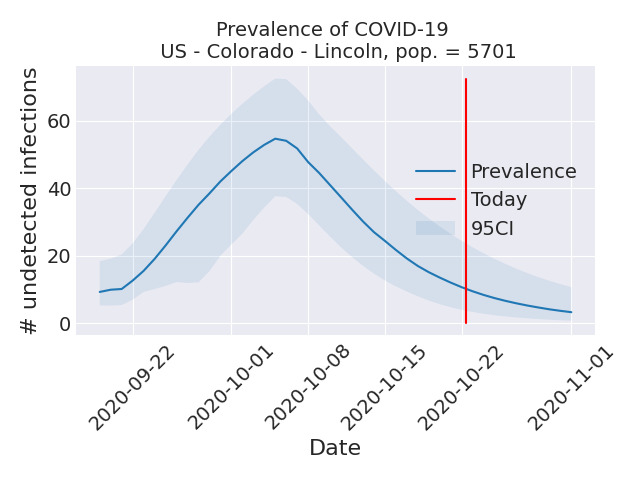 Prevalence of COVID-19
US - Colorado - Lincoln, pop. = 5701
# undetected infections
60
40
20
0
Prevalence
Today
95CI
2020-09-22
2020-10-01
2020-10-08
2020-10-15
2020-10-22
2020-11-01
Date